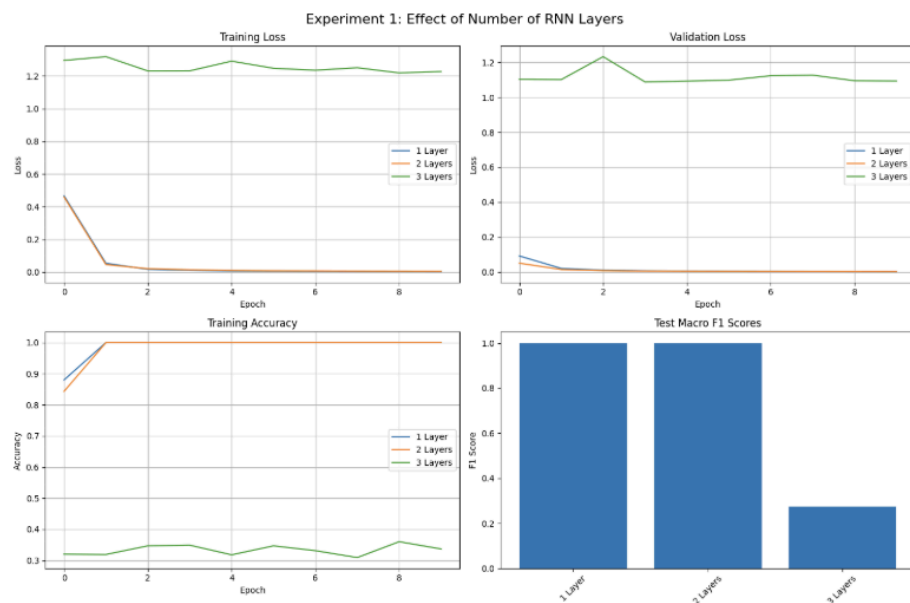 Experiment 1: Effect of Number of RNN Layers
Training Loss
1.2
1.0
0.8
0.6
0.4
0.2
0.0
Loss
0 2 4 6 8
Epoch
1 Layer
2 Layers
3 Layers
Validation Loss
1.2
1.0
0.8
0.6
0.4
0.2
0.0
Loss
0 2 4 6 8
Epoch
1 Layer
2 Layers
3 Layers
Training Accuracy
1.0
0.9
0.8
0.7
0.6
0.5
0.4
0.3
Accuracy
0 2 4 6 8
Epoch
1 Layer
2 Layers
3 Layers
Test Macro F1 Scores
1.0
0.8
0.6
0.4
0.2
0.0
F1 Score
1 Layer
2 Layers
3 Layers